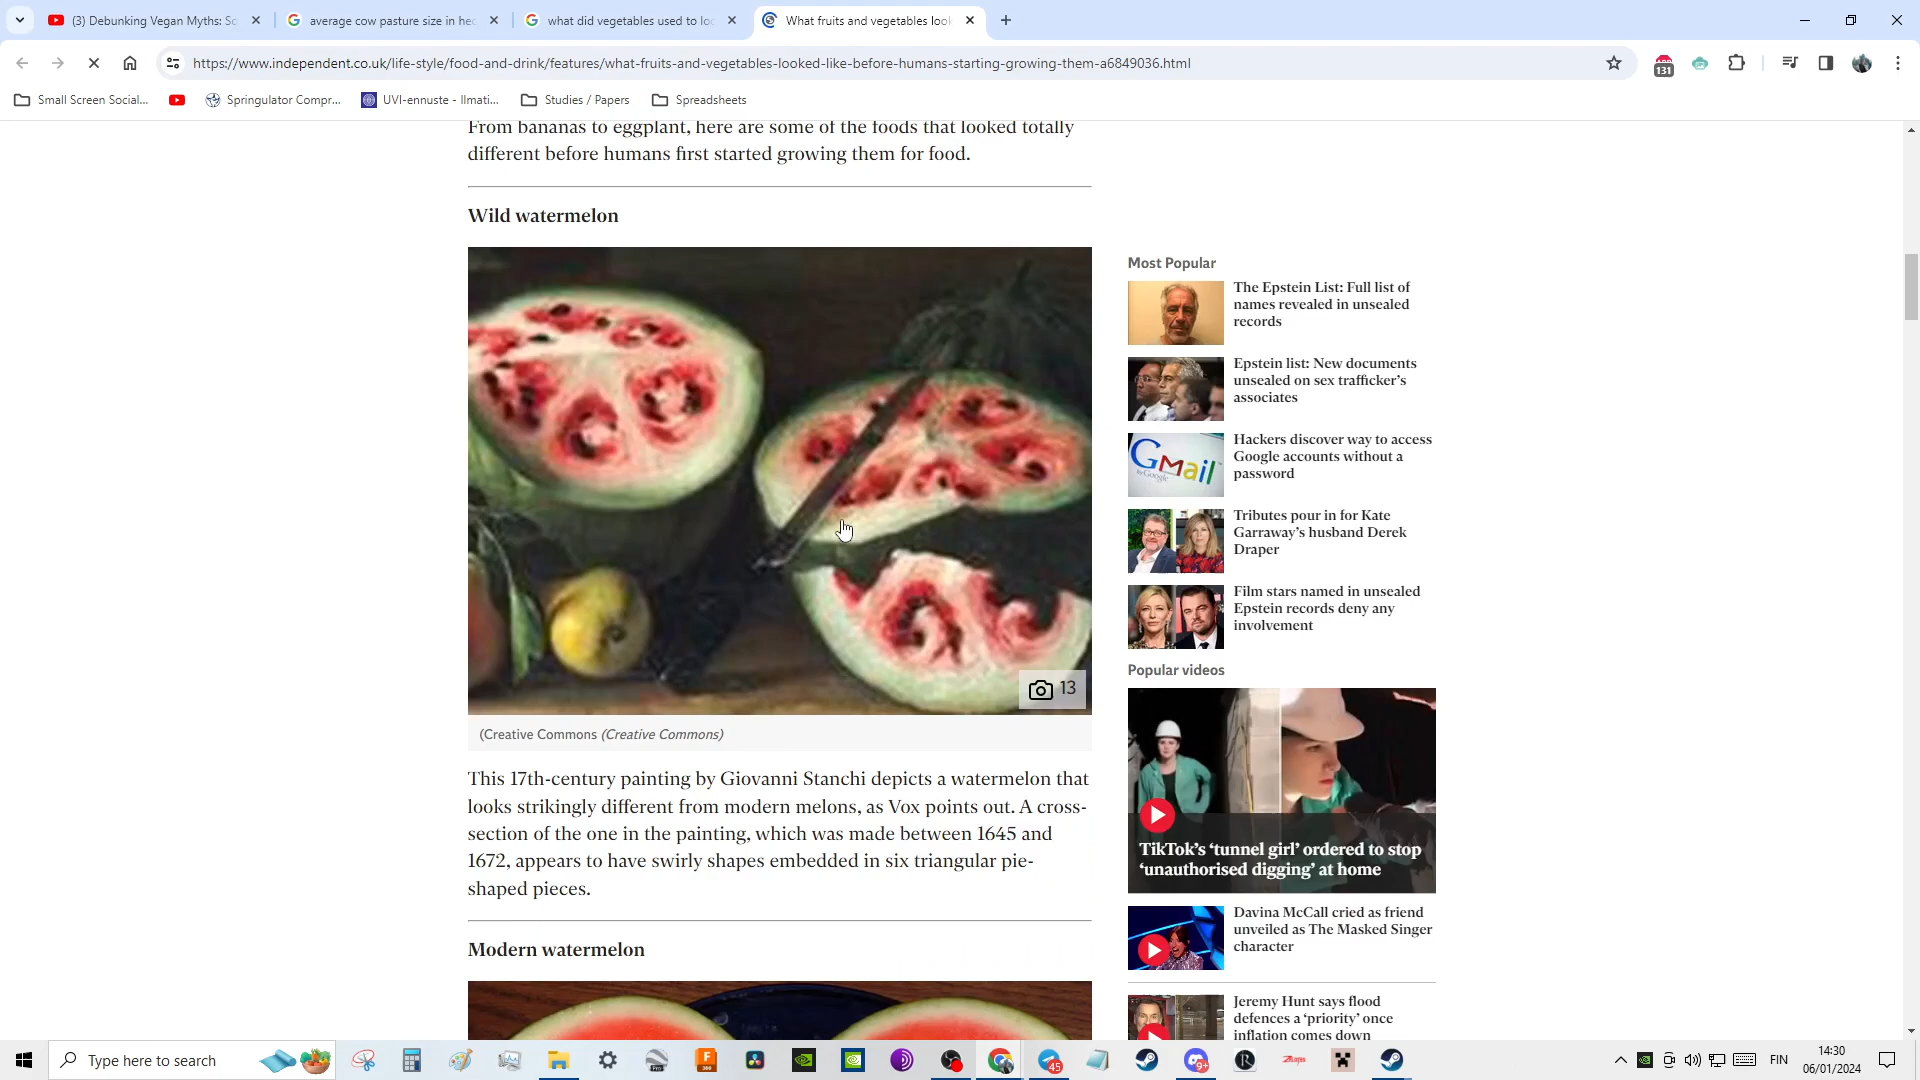 (3) Debunking Vegan Myths: So
average cow pasture size in hec
what did vegetables used to loo
What fruits and vegetables look
https://www.independent.co.uk/life-style/food-and-drink/features/what-fruits-and-vegetables-looked-like-before-humans-starting-growing-them-a6849036.html
131
Small Screen Social...
Springulator Compr...
UVI-ennuste - Ilmati...
Studies / Papers
Spreadsheets
From bananas to eggplant, here are some of the foods that looked totally
different before humans first started growing them for food.
Wild watermelon
13
(Creative Commons (Creative Commons)
This 17th-century painting by Giovanni Stanchi depicts a watermelon that
looks strikingly different from modern melons, as Vox points out. A cross-
section of the one in the painting, which was made between 1645 and
1672, appears to have swirly shapes embedded in six triangular pie-
shaped pieces.
Modern watermelon
Most Popular
The Epstein List: Full list of
names revealed in unsealed
records
Epstein list: New documents
unsealed on sex trafficker's
associates
Gmail
by Google
Hackers discover way to access
Google accounts without a
password
Tributes pour in for Kate
Garraway's husband Derek
Draper
Film stars named in unsealed
Epstein records deny any
involvement
Popular videos
TikTok's 'tunnel girl' ordered to stop
'unauthorised digging' at home
Davina McCall cried as friend
unveiled as The Masked Singer
character
Jeremy Hunt says flood
defences a 'priority' once
inflation comes down
Type here to search
45
9+
FIN
14:30
06/01/2024